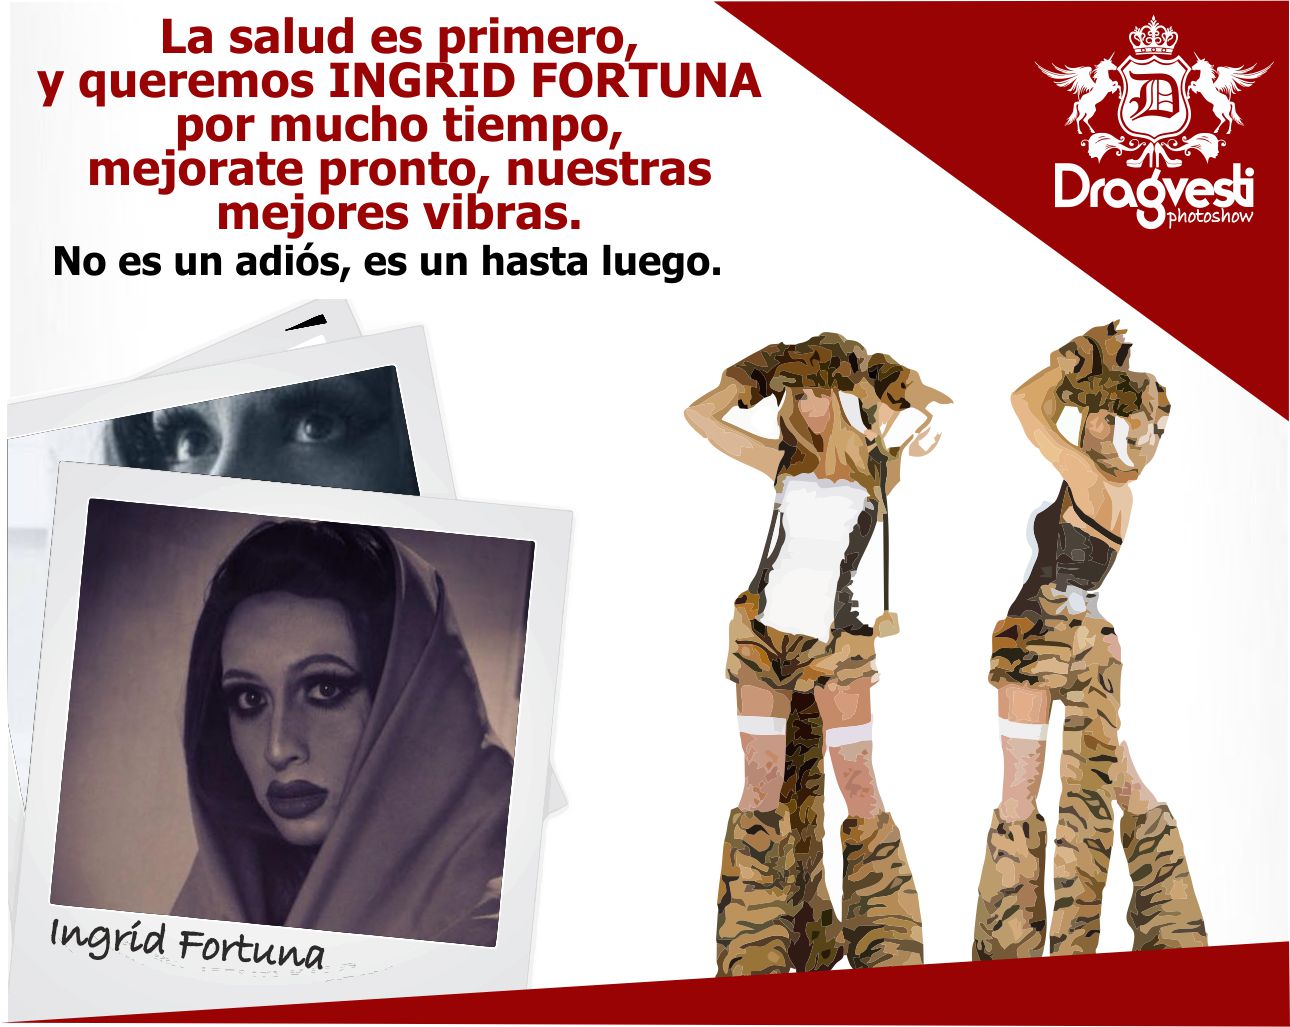 La salud es primero,
y queremos INGRID FORTUNA
por mucho tiempo,
mejorate pronto, nuestras
mejores vibras.
No es un adiós, es un hasta luego.
D
Dragvesti
photoshow
Ingrid Fortuna